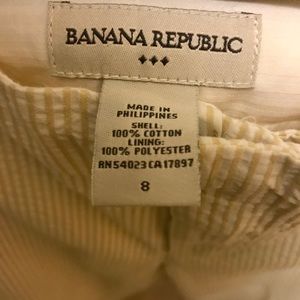 BANANA REPUBLIC
MADE IN
PHILIPPINES
SHELL:
100% COTTON
LINING:
100% POLYESTER
RN54023 CA17897
8